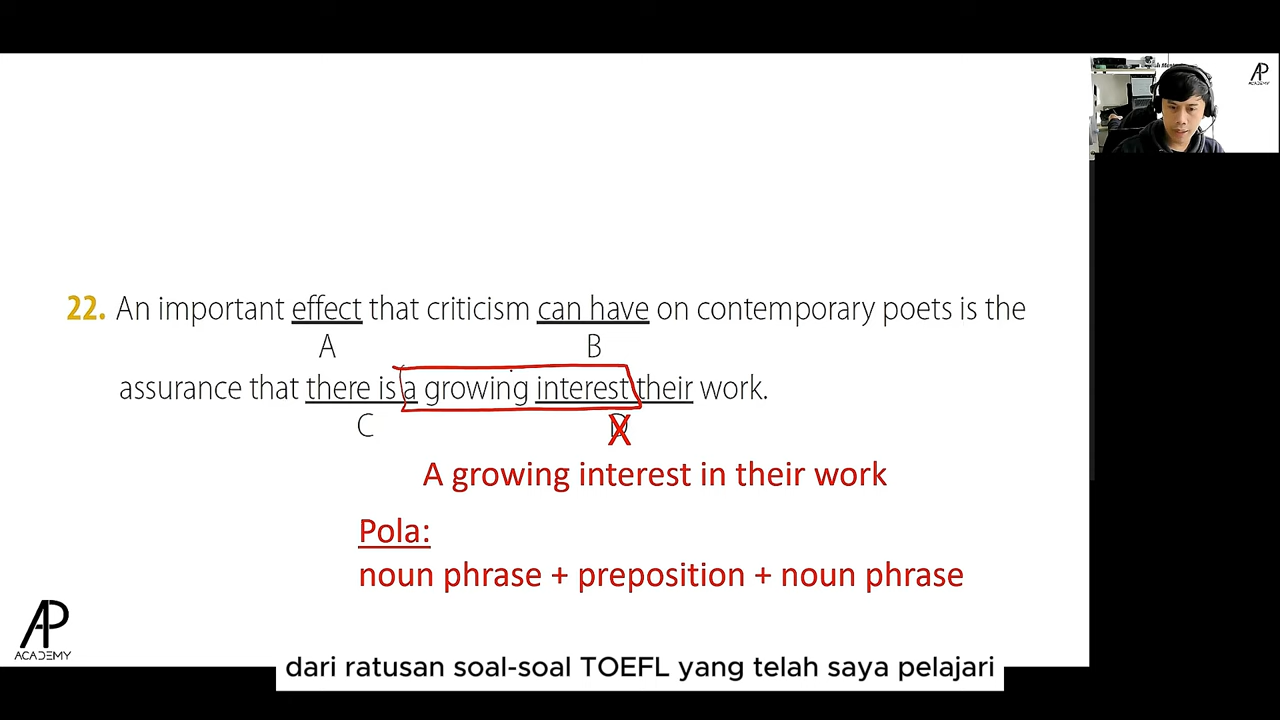 AP
ACADEMY
22. An important effect that criticism can have on contemporary poets is the
A B
assurance that there is a growing interest their work.
C D
A growing interest in their work
Pola:
noun phrase + preposition + noun phrase
AP
ACADEMY
dari ratusan soal-soal TOEFL yang telah saya pelajari